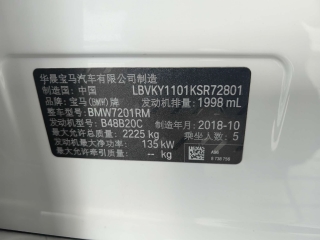 华晨宝马汽车有限公司制造
制造国: 中国 LBVKY1101KSR72801
品牌: 宝马(BMW)牌 发动机排量: 1998 mL
整车型号: BMW7201RM
发动机型号: B48B20C 制造年月: 2018-10
最大允许总质量: 2225 kg 乘坐人数: 5
发动机最大净功率: 135 kW
最大允许牵引质量: -- kg